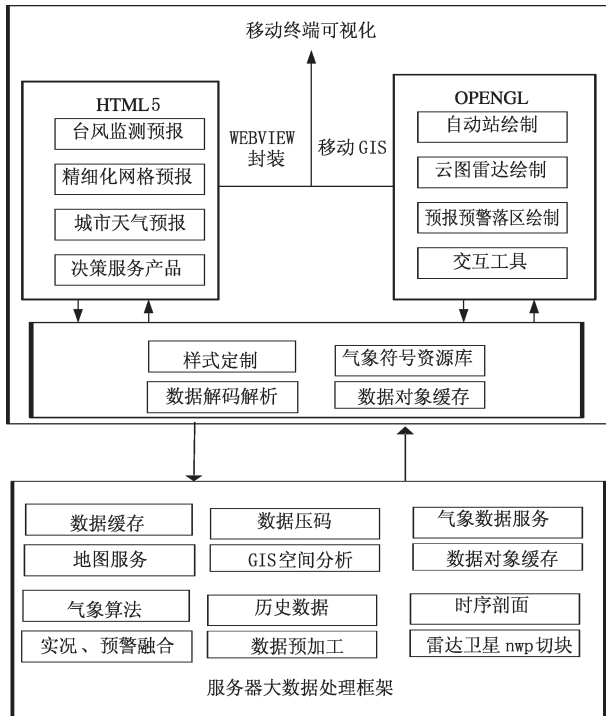 移动终端可视化
HTML5
台风监测预报
精细化网格预报
城市天气预报
决策服务产品
WEBVIEW
封装
移动GIS
OPENGL
自动站绘制
云图雷达绘制
预报预警落区绘制
交互工具
样式定制
气象符号资源库
数据解码解析
数据对象缓存
数据缓存
数据压码
气象数据服务
地图服务
GIS空间分析
数据对象缓存
气象算法
历史数据
时序剖面
实况、预警融合
数据预加工
雷达卫星nwp切块
服务器大数据处理框架